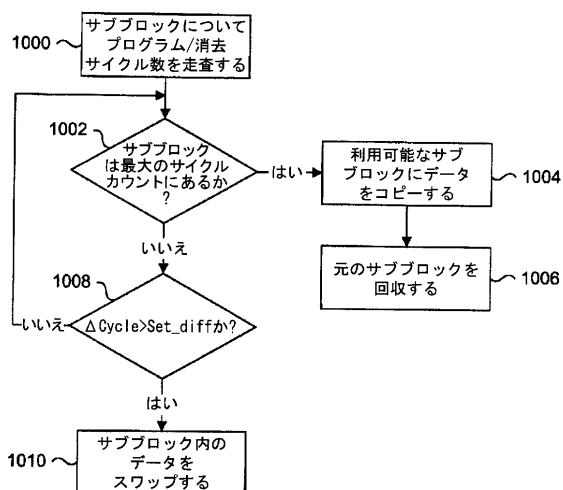 1000
サブブロックについて
プログラム/消去
サイクル数を走査する
1002
サブブロック
は最大のサイクル
カウントにあるか
?
はい
利用可能なサブ
ブロックにデータ
をコピーする
1004
いいえ
元のサブブロックを
回収する
1006
1008
いいえ
ΔCycle>Set_diffか?
はい
1010
サブブロック内の
データを
スワップする